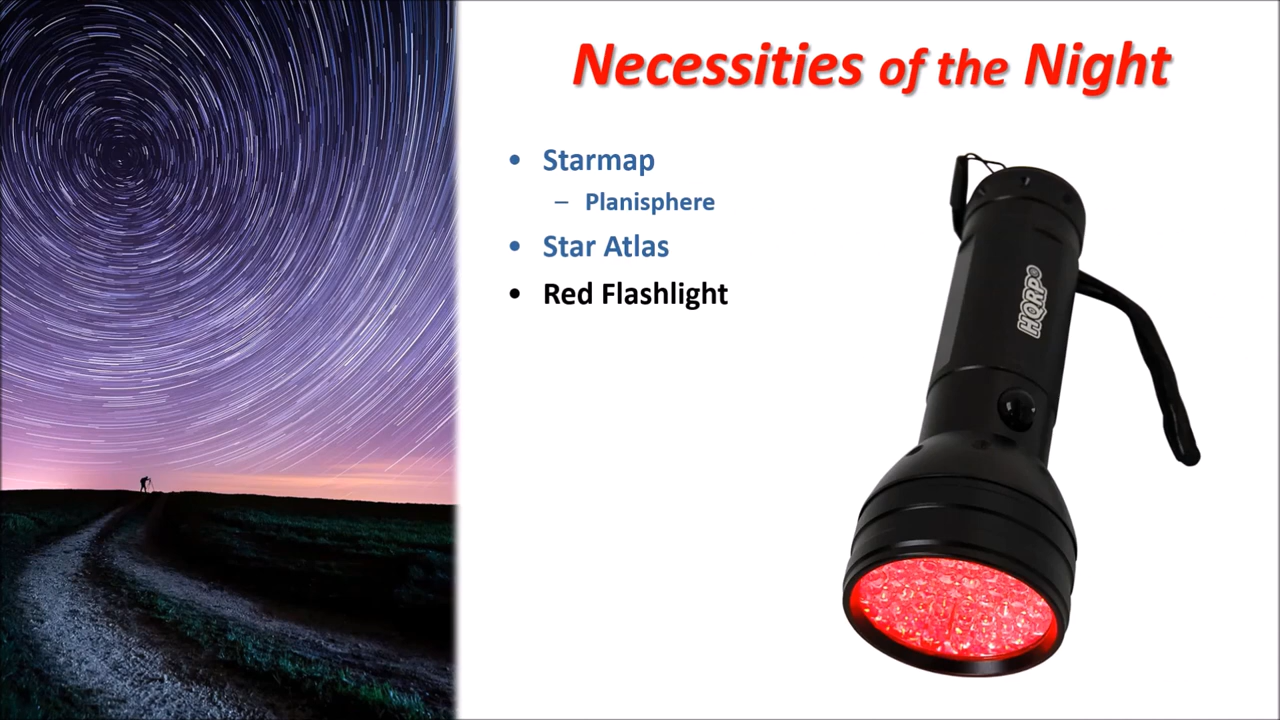 Necessities of the Night
• Starmap
– Planisphere
• Star Atlas
• Red Flashlight
HQRP®